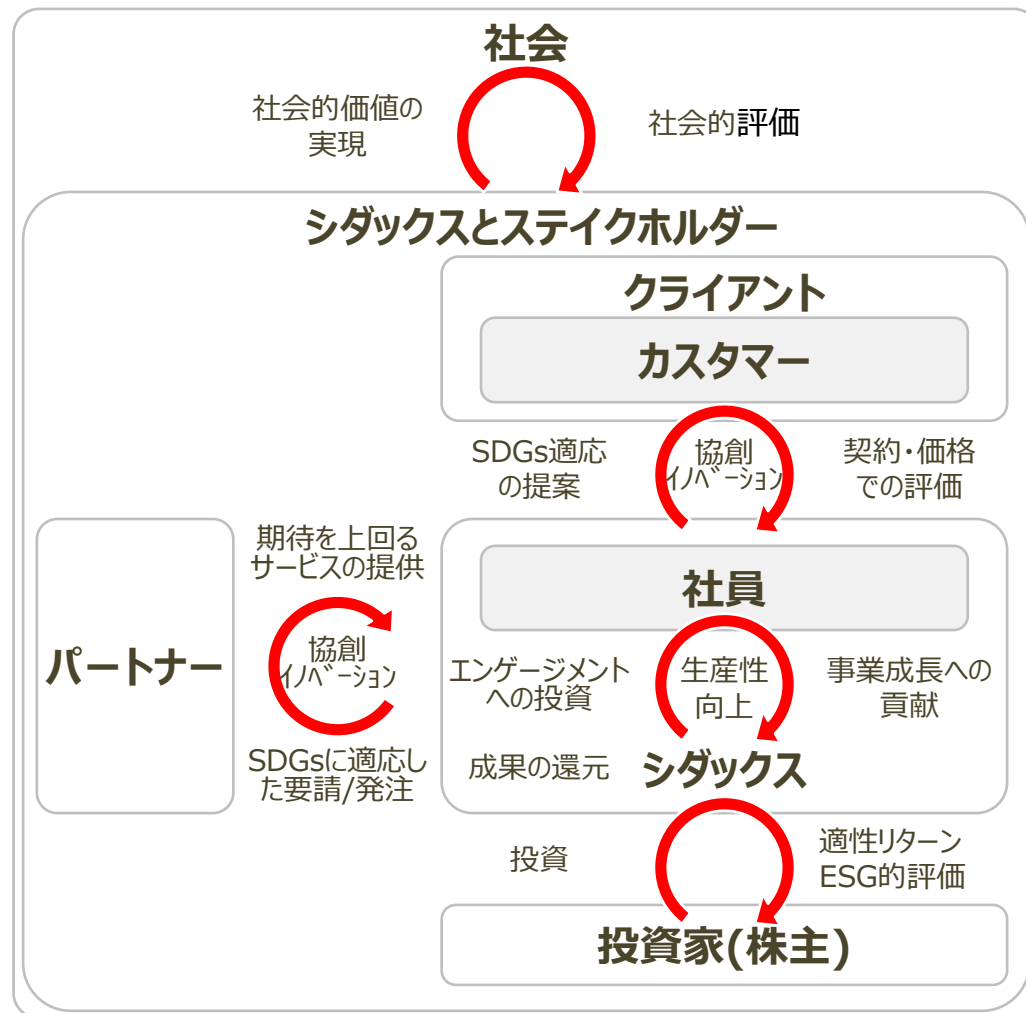 社会
社会的価値の
実現
社会的評価
シダックスとステイクホルダー
クライアント
カスタマー
SDGs適応
の提案
協創
ｲﾉﾍﾞｰｼｮﾝ
契約・価格
での評価
パートナー
期待を上回る
サービスの提供
協創
ｲﾉﾍﾞｰｼｮﾝ
SDGsに適応し
た要請/発注
社員
エンゲージメント
への投資
生産性
向上
事業成長への
貢献
成果の還元
シダックス
投資
適性リターン
ESG的評価
投資家(株主)